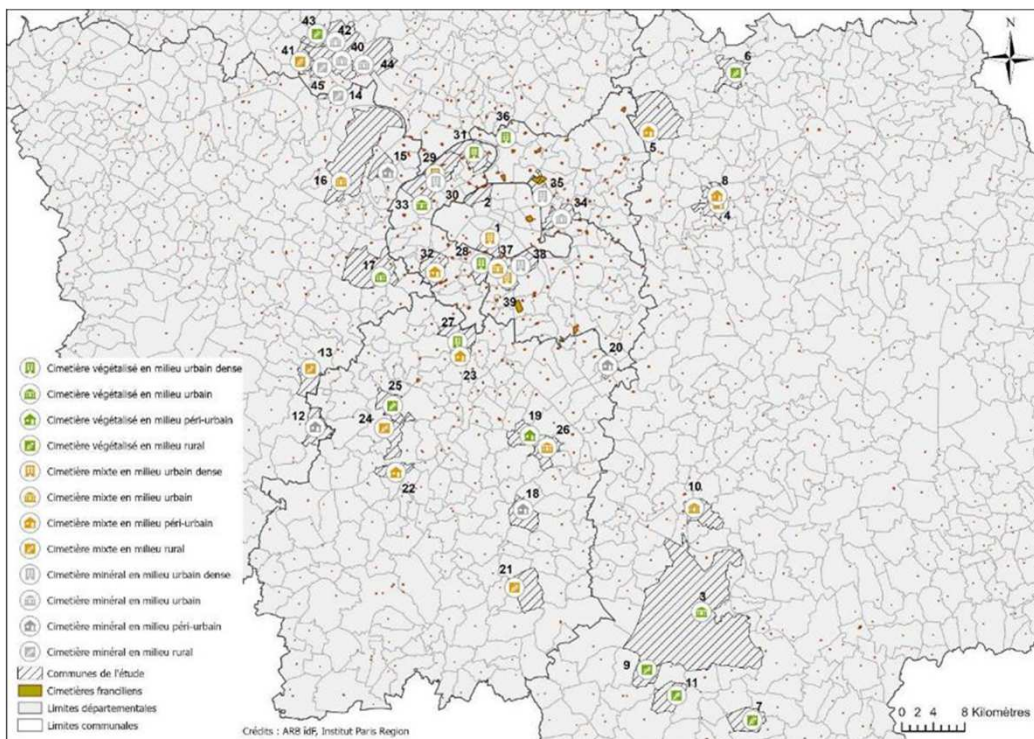 N
43
42
41
40
44
45
14
6
36
31
5
15
29
16
35
8
30
2
33
34
4
1
32
28
37
38
17
39
27
20
13
23
25
12
24
19
26
22
10
18
21
3
9
11
7
Cimetière végétalisé en milieu urbain dense
Cimetière végétalisé en milieu urbain
Cimetière végétalisé en milieu péri-urbain
Cimetière végétalisé en milieu rural
Cimetière mixte en milieu urbain dense
Cimetière mixte en milieu urbain
Cimetière mixte en milieu péri-urbain
Cimetière mixte en milieu rural
Cimetière minéral en milieu urbain dense
Cimetière minéral en milieu urbain
Cimetière minéral en milieu péri-urbain
Cimetière minéral en milieu rural
Communes de l'étude
Cimetières franciliens
Limites départementales
Limites communales
Crédits : ARB îdF, Institut Paris Region
0 2 4 8 Kilomètres